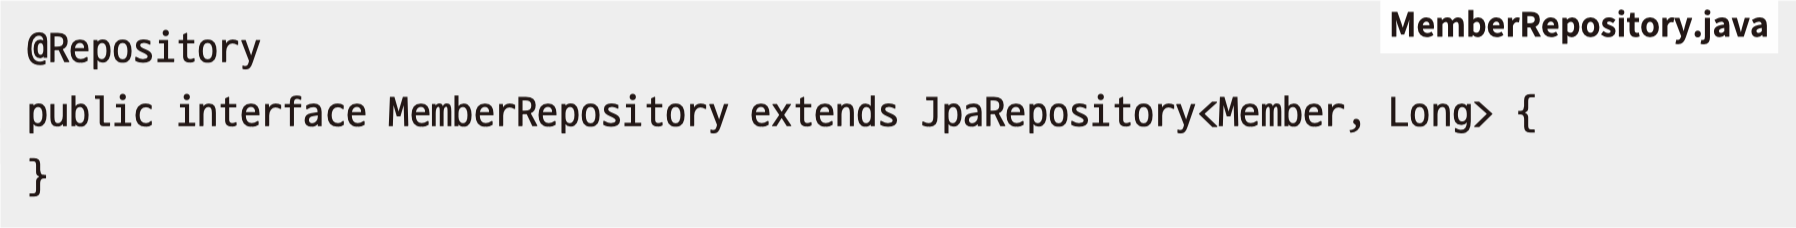 MemberRepository.java
@Repository
public interface MemberRepository extends JpaRepository<Member, Long> {
}